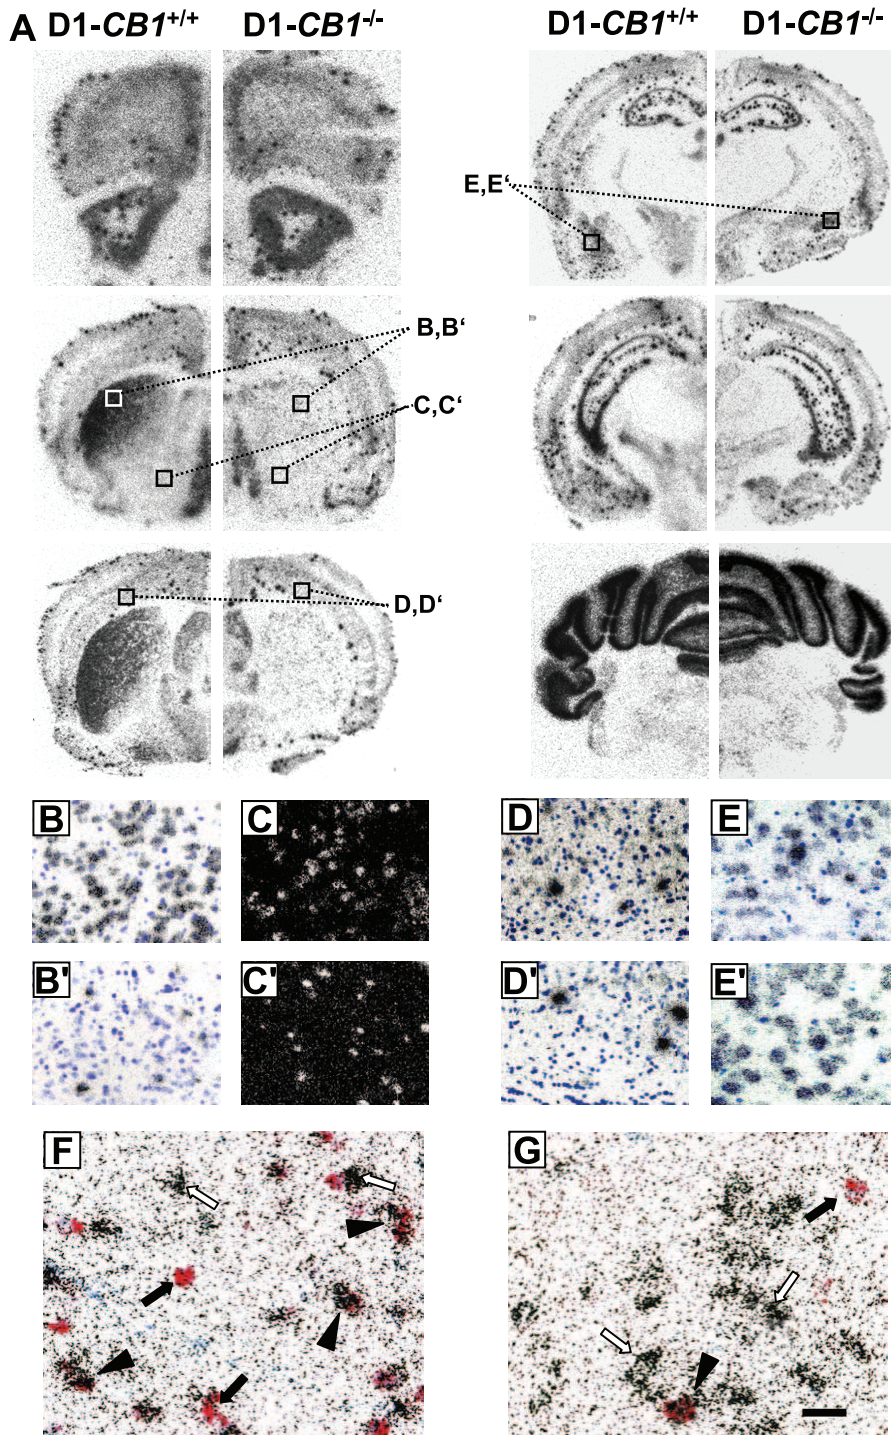 A D1-CB1+/+ D1-CB1-/- D1-CB1+/+ D1-CB1-/-
E,E‘
B,B‘
C,C‘
D,D‘
B C D E
B' C' D' E'
F G